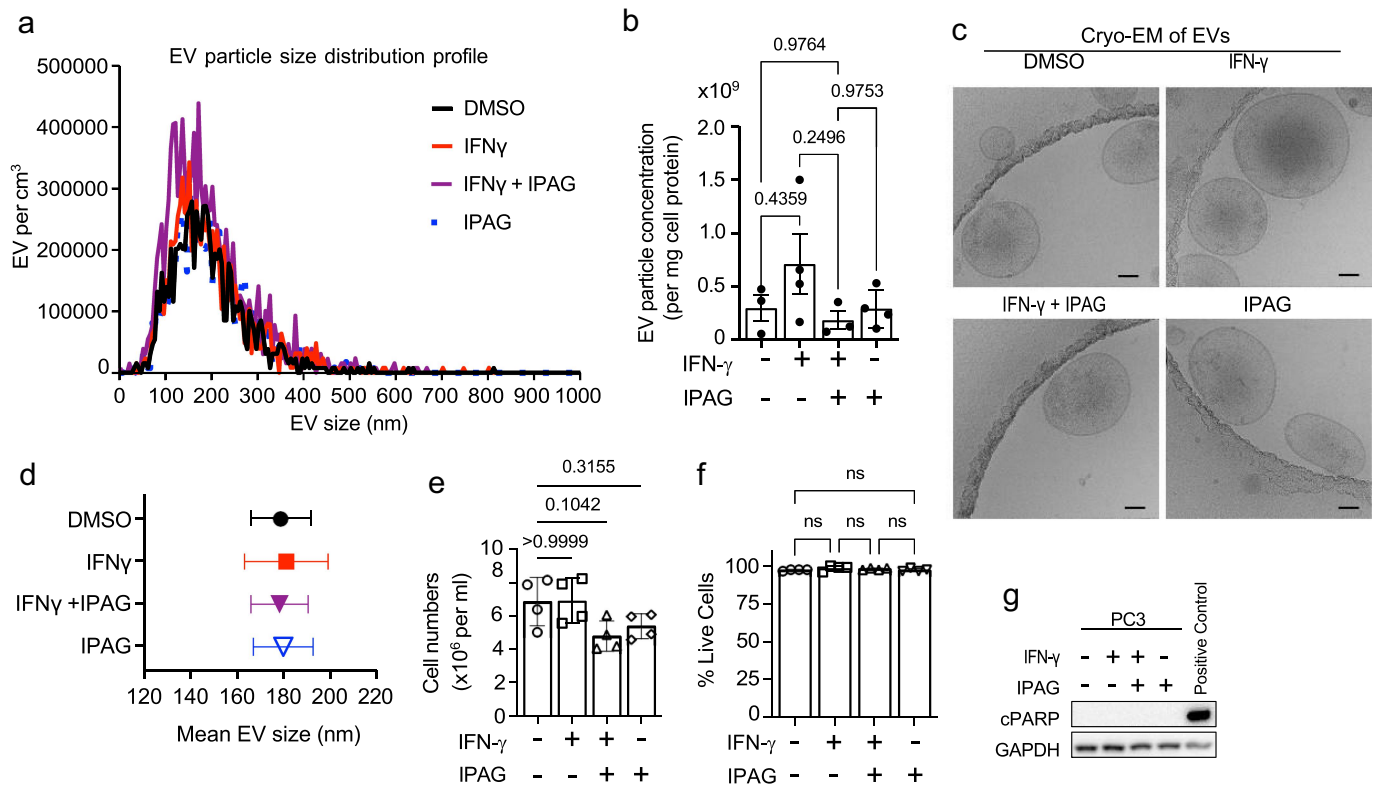 a
EV particle size distribution profile
500000
400000
300000
200000
100000
0
EV per cm³
DMSO
IFNγ
IFNγ + IPAG
IPAG
0 100 200 300 400 500 600 700 800 900 1000
EV size (nm)
b
0.9764
0.9753
0.2496
0.4359
x10⁹
2.0
1.5
1.0
0.5
0
EV particle concentration
(per mg cell protein)
IFN-γ - + + -
IPAG - - + +
c
Cryo-EM of EVs
DMSO IFN-γ
IFN-γ + IPAG IPAG
d
DMSO
IFNγ
IFNγ +IPAG
IPAG
120 140 160 180 200 220
Mean EV size (nm)
e
0.3155
0.1042
>0.9999
10
8
6
4
2
0
Cell numbers
(x10⁶ per ml)
IFN-γ - + + -
IPAG - - + +
f
ns
ns ns ns
100
75
50
25
0
% Live Cells
IFN-γ - + + -
IPAG - - + +
g
PC3
Positive Control
IFN-γ - + + -
IPAG - - + +
cPARP
GAPDH